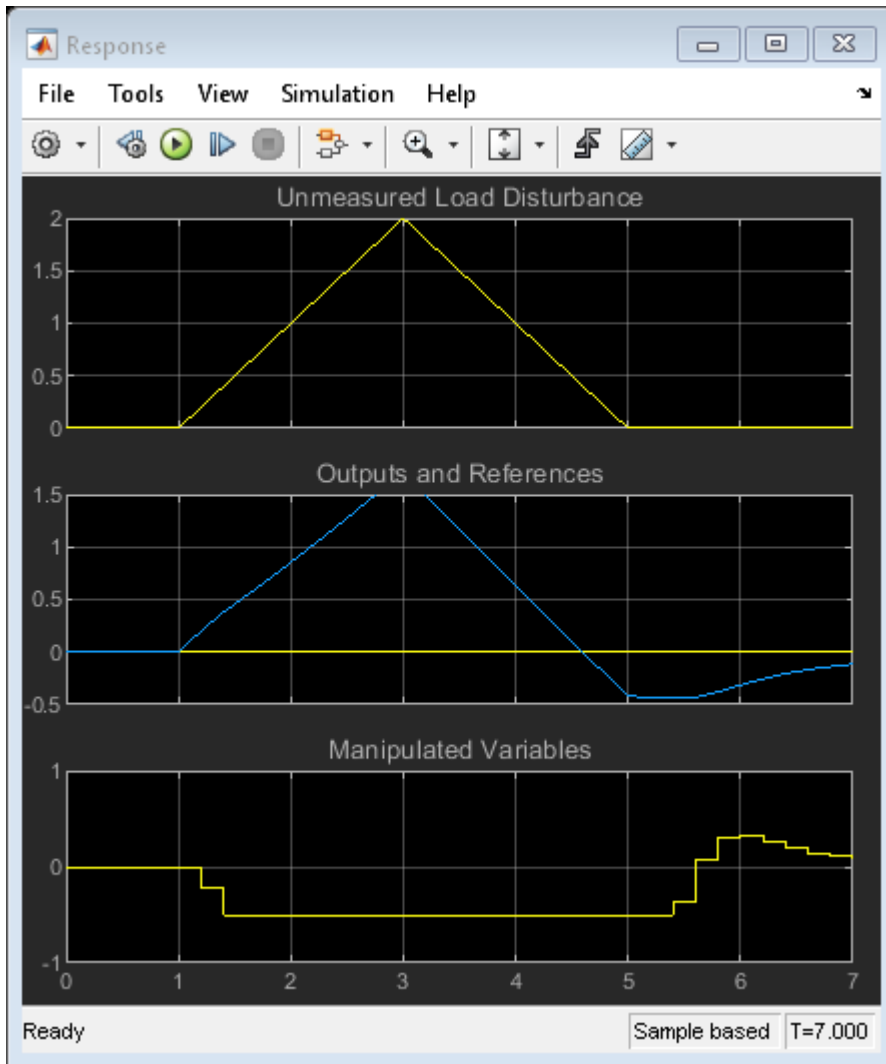 Response
File Tools View Simulation Help
Unmeasured Load Disturbance
2
1.5
1
0.5
0
Outputs and References
1.5
1
0.5
0
-0.5
Manipulated Variables
1
0
-1
0 1 2 3 4 5 6 7
Ready Sample based T=7.000